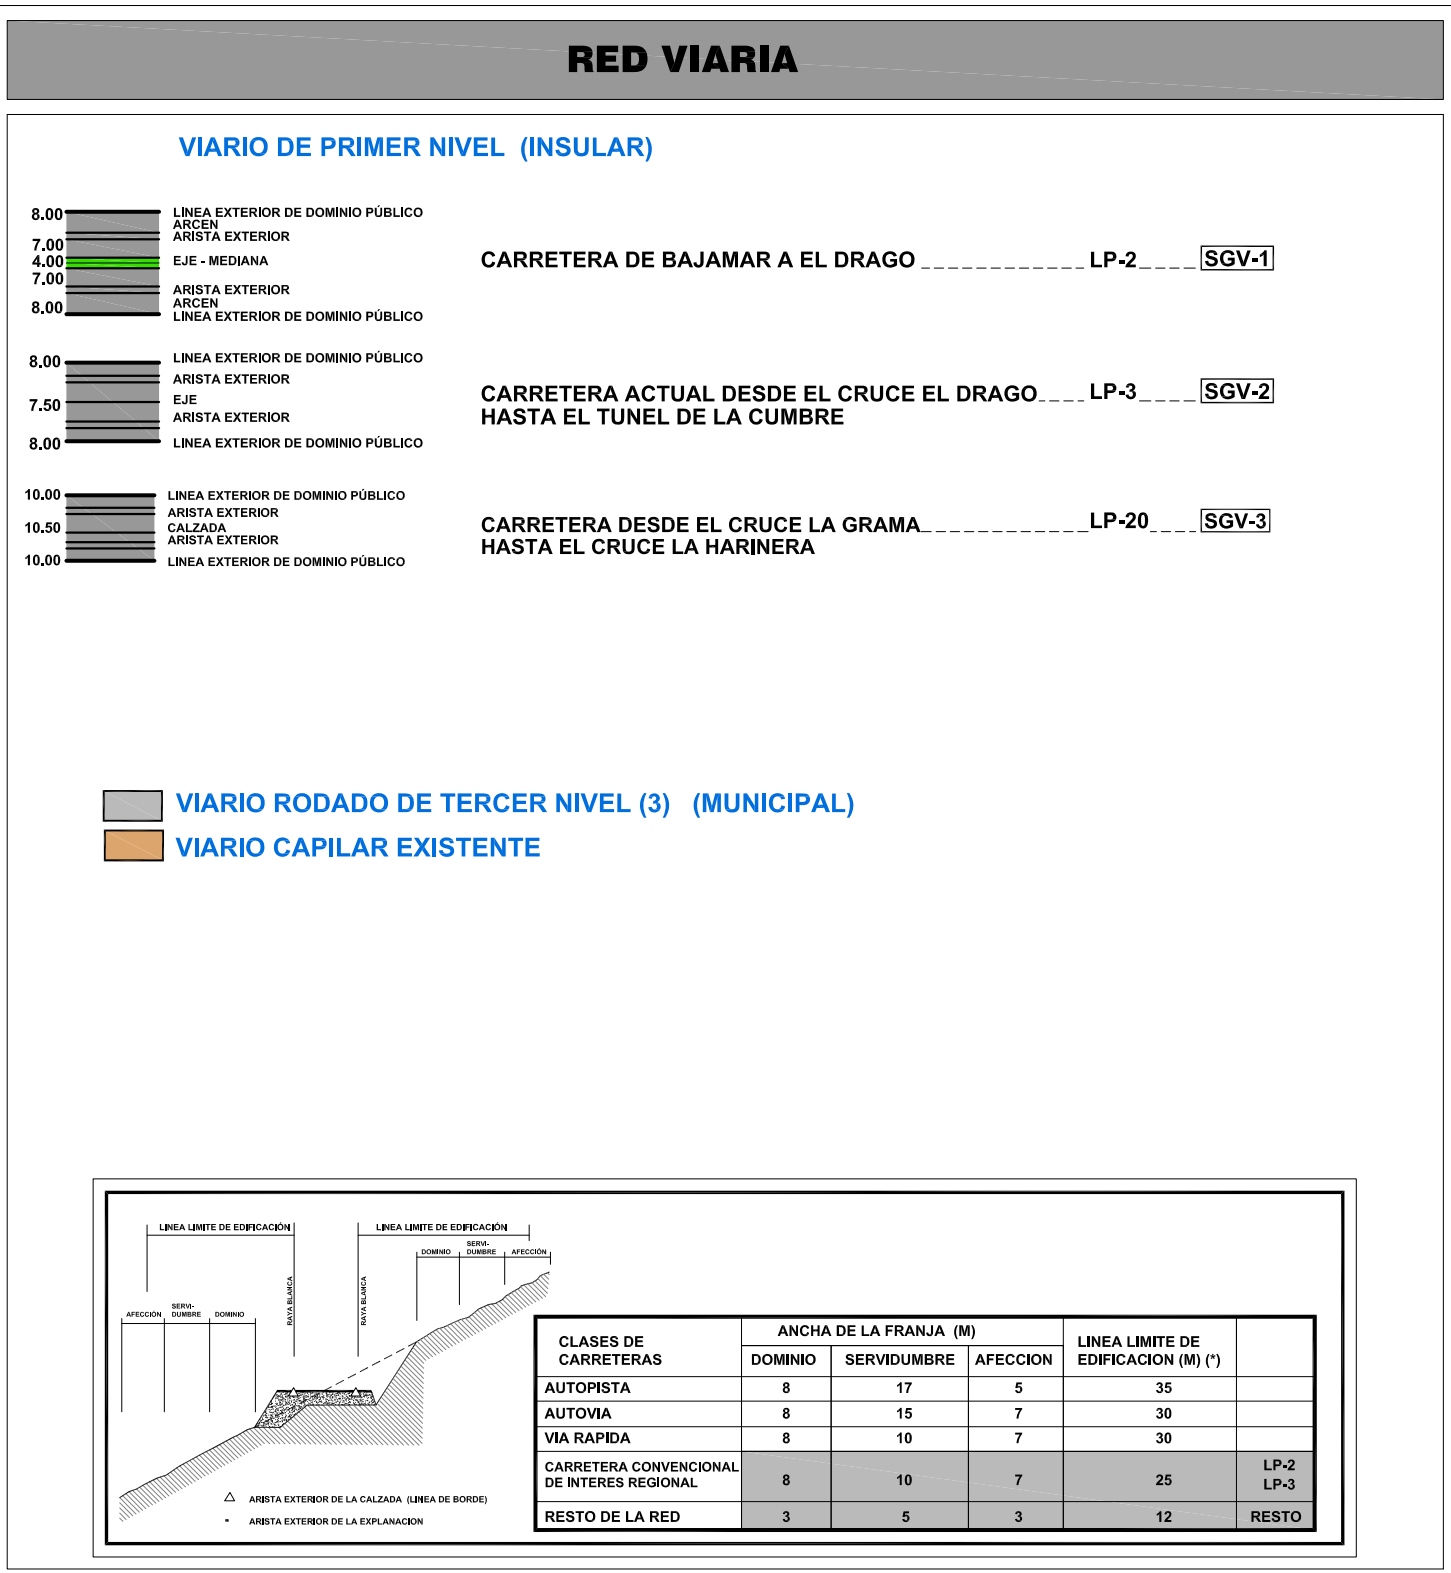 RED VIARIA
VIARIO DE PRIMER NIVEL (INSULAR)
8.00 LINEA EXTERIOR DE DOMINIO PÚBLICO
ARCEN
ARISTA EXTERIOR
7.00
4.00 EJE - MEDIANA
7.00
ARISTA EXTERIOR
ARCEN
8.00
LINEA EXTERIOR DE DOMINIO PÚBLICO
CARRETERA DE BAJAMAR A EL DRAGO LP-2 SGV-1
8.00 LINEA EXTERIOR DE DOMINIO PÚBLICO
ARISTA EXTERIOR
7.50 EJE
ARISTA EXTERIOR
8.00 LINEA EXTERIOR DE DOMINIO PÚBLICO
CARRETERA ACTUAL DESDE EL CRUCE EL DRAGO LP-3 SGV-2
HASTA EL TUNEL DE LA CUMBRE
10.00 LINEA EXTERIOR DE DOMINIO PÚBLICO
ARISTA EXTERIOR
10.50 CALZADA
ARISTA EXTERIOR
10.00 LINEA EXTERIOR DE DOMINIO PÚBLICO
CARRETERA DESDE EL CRUCE LA GRAMA LP-20 SGV-3
HASTA EL CRUCE LA HARINERA
VIARIO RODADO DE TERCER NIVEL (3) (MUNICIPAL)
VIARIO CAPILAR EXISTENTE
LINEA LIMITE DE EDIFICACIÓN LINEA LIMITE DE EDIFICACIÓN
DOMINIO SERVI-
DUMBRE AFECCIÓN
RAYA BLANCA RAYA BLANCA
AFECCIÓN SERVI-
DUMBRE DOMINIO
ARISTA EXTERIOR DE LA CALZADA (LINEA DE BORDE)
ARISTA EXTERIOR DE LA EXPLANACION
CLASES DE
CARRETERAS
ANCHA DE LA FRANJA (M)
DOMINIO SERVIDUMBRE AFECCION
LINEA LIMITE DE
EDIFICACION (M) (*)
AUTOPISTA 8 17 5 35
AUTOVIA 8 15 7 30
VIA RAPIDA 8 10 7 30
CARRETERA CONVENCIONAL
DE INTERES REGIONAL 8 10 7 25 LP-2
LP-3
RESTO DE LA RED 3 5 3 12 RESTO